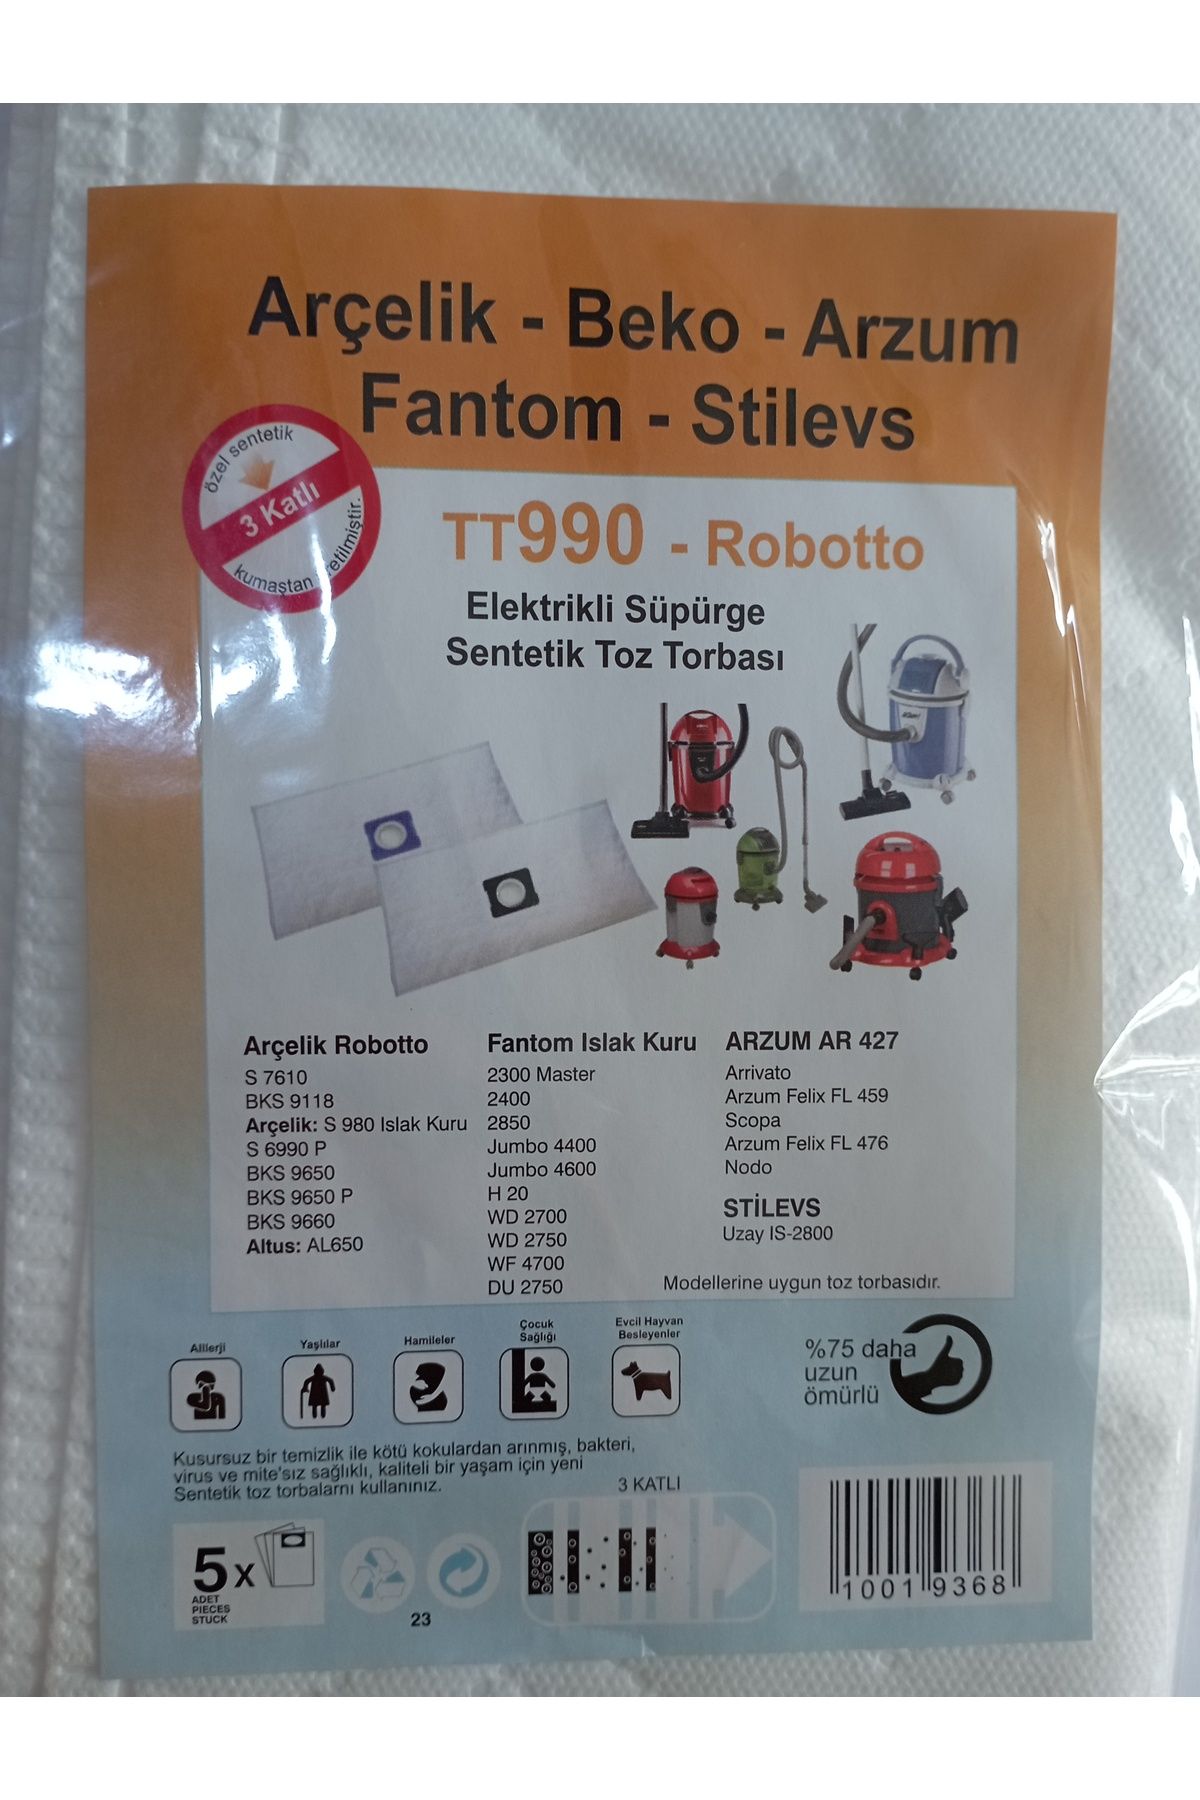 Arçelik - Beko - Arzum
Fantom - Stilevs
özel sentetik
3 Katlı
kumaştan üretilmiştir.
TT990 - Robotto
Elektrikli Süpürge
Sentetik Toz Torbası
Arçelik Robotto
S 7610
BKS 9118
Arçelik: S 980 Islak Kuru
S 6990 P
BKS 9650
BKS 9650 P
BKS 9660
Altus: AL650
Fantom Islak Kuru
2300 Master
2400
2850
Jumbo 4400
Jumbo 4600
H 20
WD 2700
WD 2750
WF 4700
DU 2750
ARZUM AR 427
Arrivato
Arzum Felix FL 459
Scopa
Arzum Felix FL 476
Nodo
STİLEVS
Uzay IS-2800
Modellerine uygun toz torbasıdır.
Allerji
Yaşlılar
Hamileler
Çocuk
Sağlığı
Evcil Hayvan
Besleyenler
%75 daha
uzun
ömürlü
Kusursuz bir temizlik ile kötü kokulardan arınmış, bakteri,
virus ve mite'sız sağlıklı, kaliteli bir yaşam için yeni
Sentetik toz torbalarnı kullanınız.
3 KATLI
5x
ADET
PIECES
STUCK
23
10019368